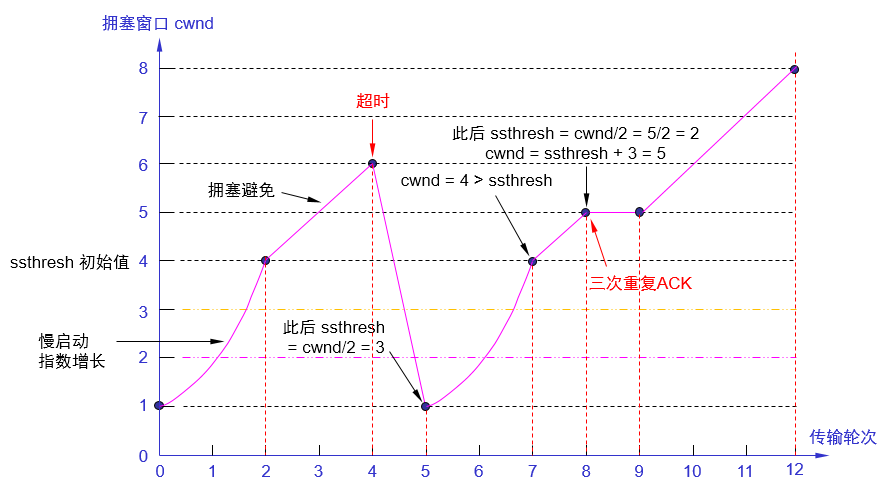 拥塞窗口 cwnd
8
7
6
5
4
3
2
1
0
超时
此后 ssthresh = cwnd/2 = 5/2 = 2
cwnd = ssthresh + 3 = 5
cwnd = 4 > ssthresh
拥塞避免
ssthresh 初始值
三次重复ACK
此后 ssthresh
= cwnd/2 = 3
慢启动
指数增长
传输轮次
0 1 2 3 4 5 6 7 8 9 10 11 12